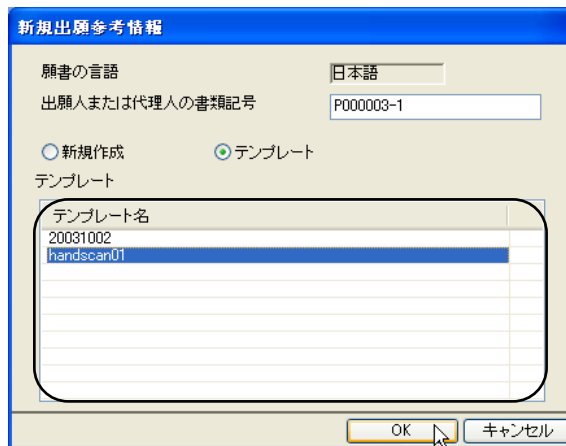 新規出願参考情報
願書の言語 日本語
出願人または代理人の書類記号 P000003-1
新規作成 テンプレート
テンプレート
テンプレート名
20031002
handscan01
OK キャンセル